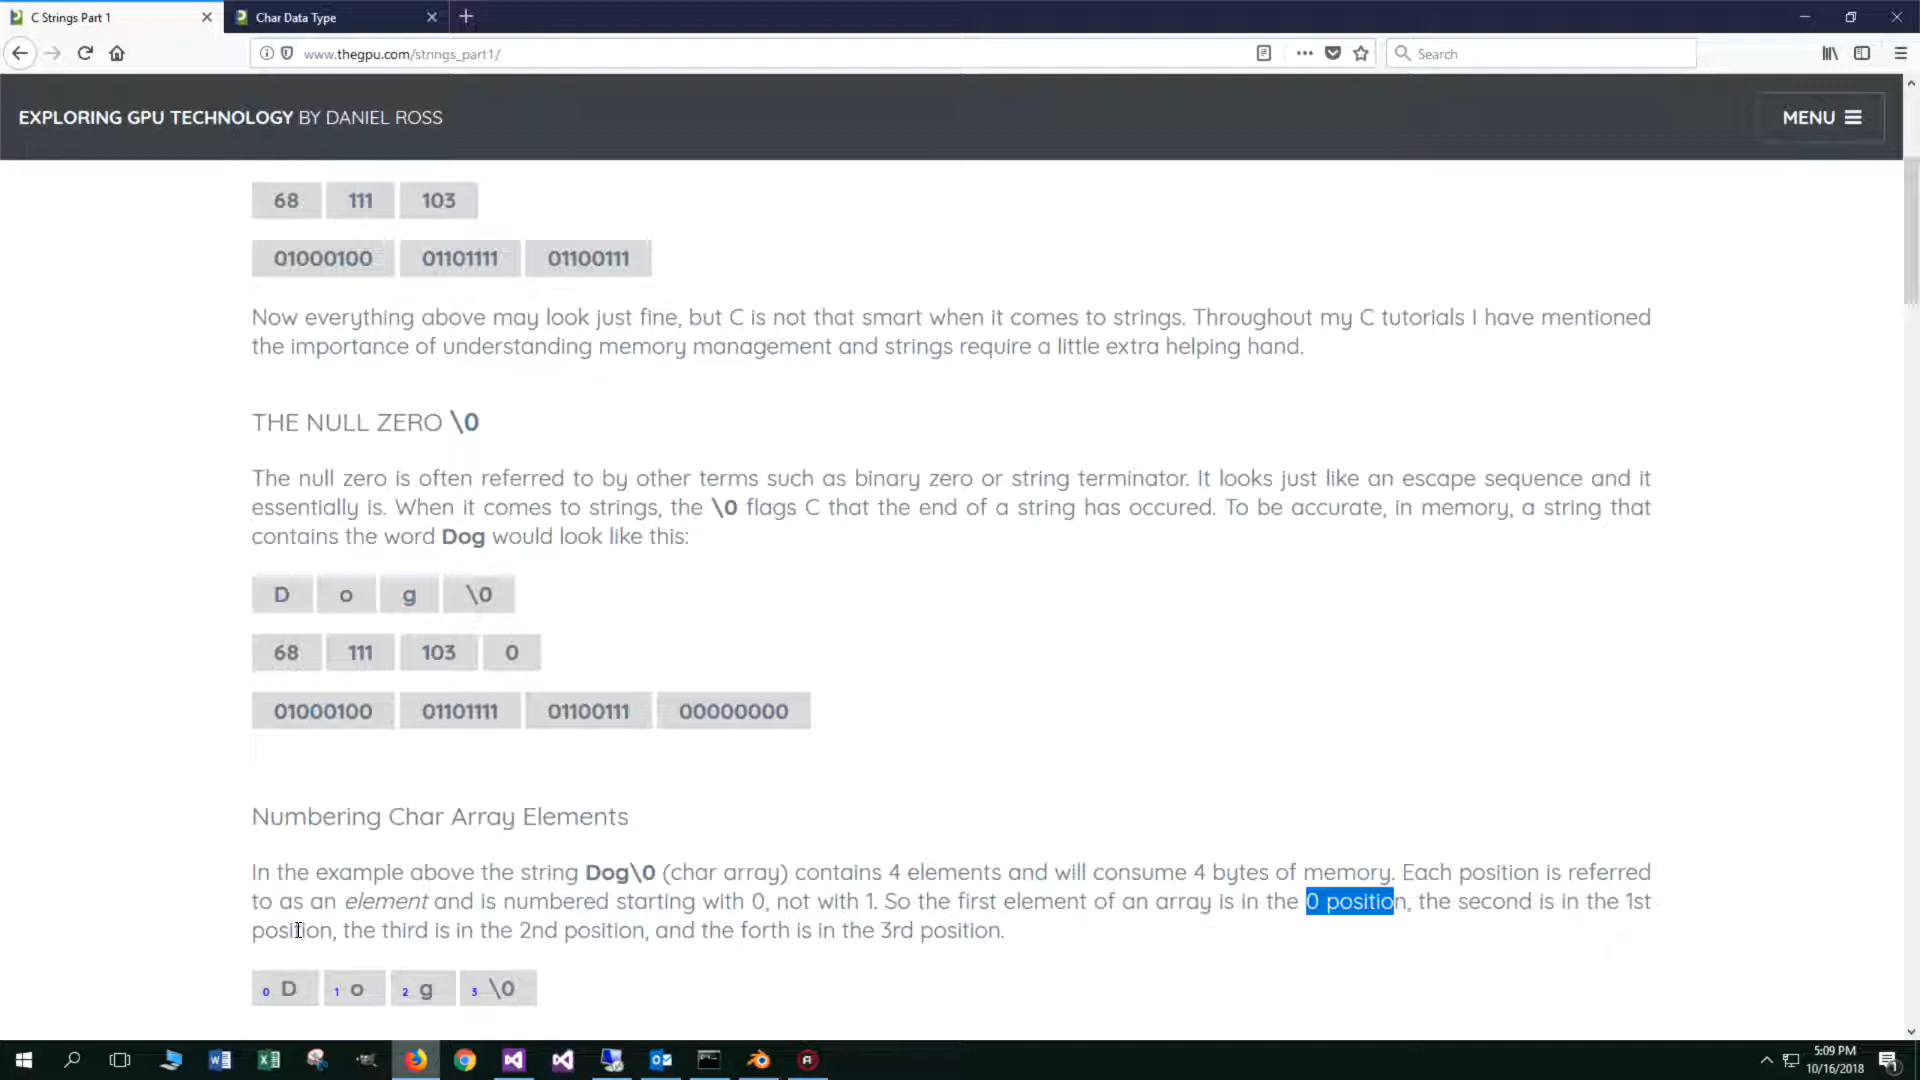 C Strings Part 1
Char Data Type
www.thegpu.com/strings_part1/
Search
EXPLORING GPU TECHNOLOGY BY DANIEL ROSS
MENU
68 111 103
01000100 01101111 01100111
Now everything above may look just fine, but C is not that smart when it comes to strings. Throughout my C tutorials I have mentioned
the importance of understanding memory management and strings require a little extra helping hand.
THE NULL ZERO \0
The null zero is often referred to by other terms such as binary zero or string terminator. It looks just like an escape sequence and it
essentially is. When it comes to strings, the \0 flags C that the end of a string has occured. To be accurate, in memory, a string that
contains the word Dog would look like this:
D o g \0
68 111 103 0
01000100 01101111 01100111 00000000
Numbering Char Array Elements
In the example above the string Dog\0 (char array) contains 4 elements and will consume 4 bytes of memory. Each position is referred
to as an element and is numbered starting with 0, not with 1. So the first element of an array is in the 0 position, the second is in the 1st
position, the third is in the 2nd position, and the forth is in the 3rd position.
0 D 1 o 2 g 3 \0
5:09 PM
10/16/2018